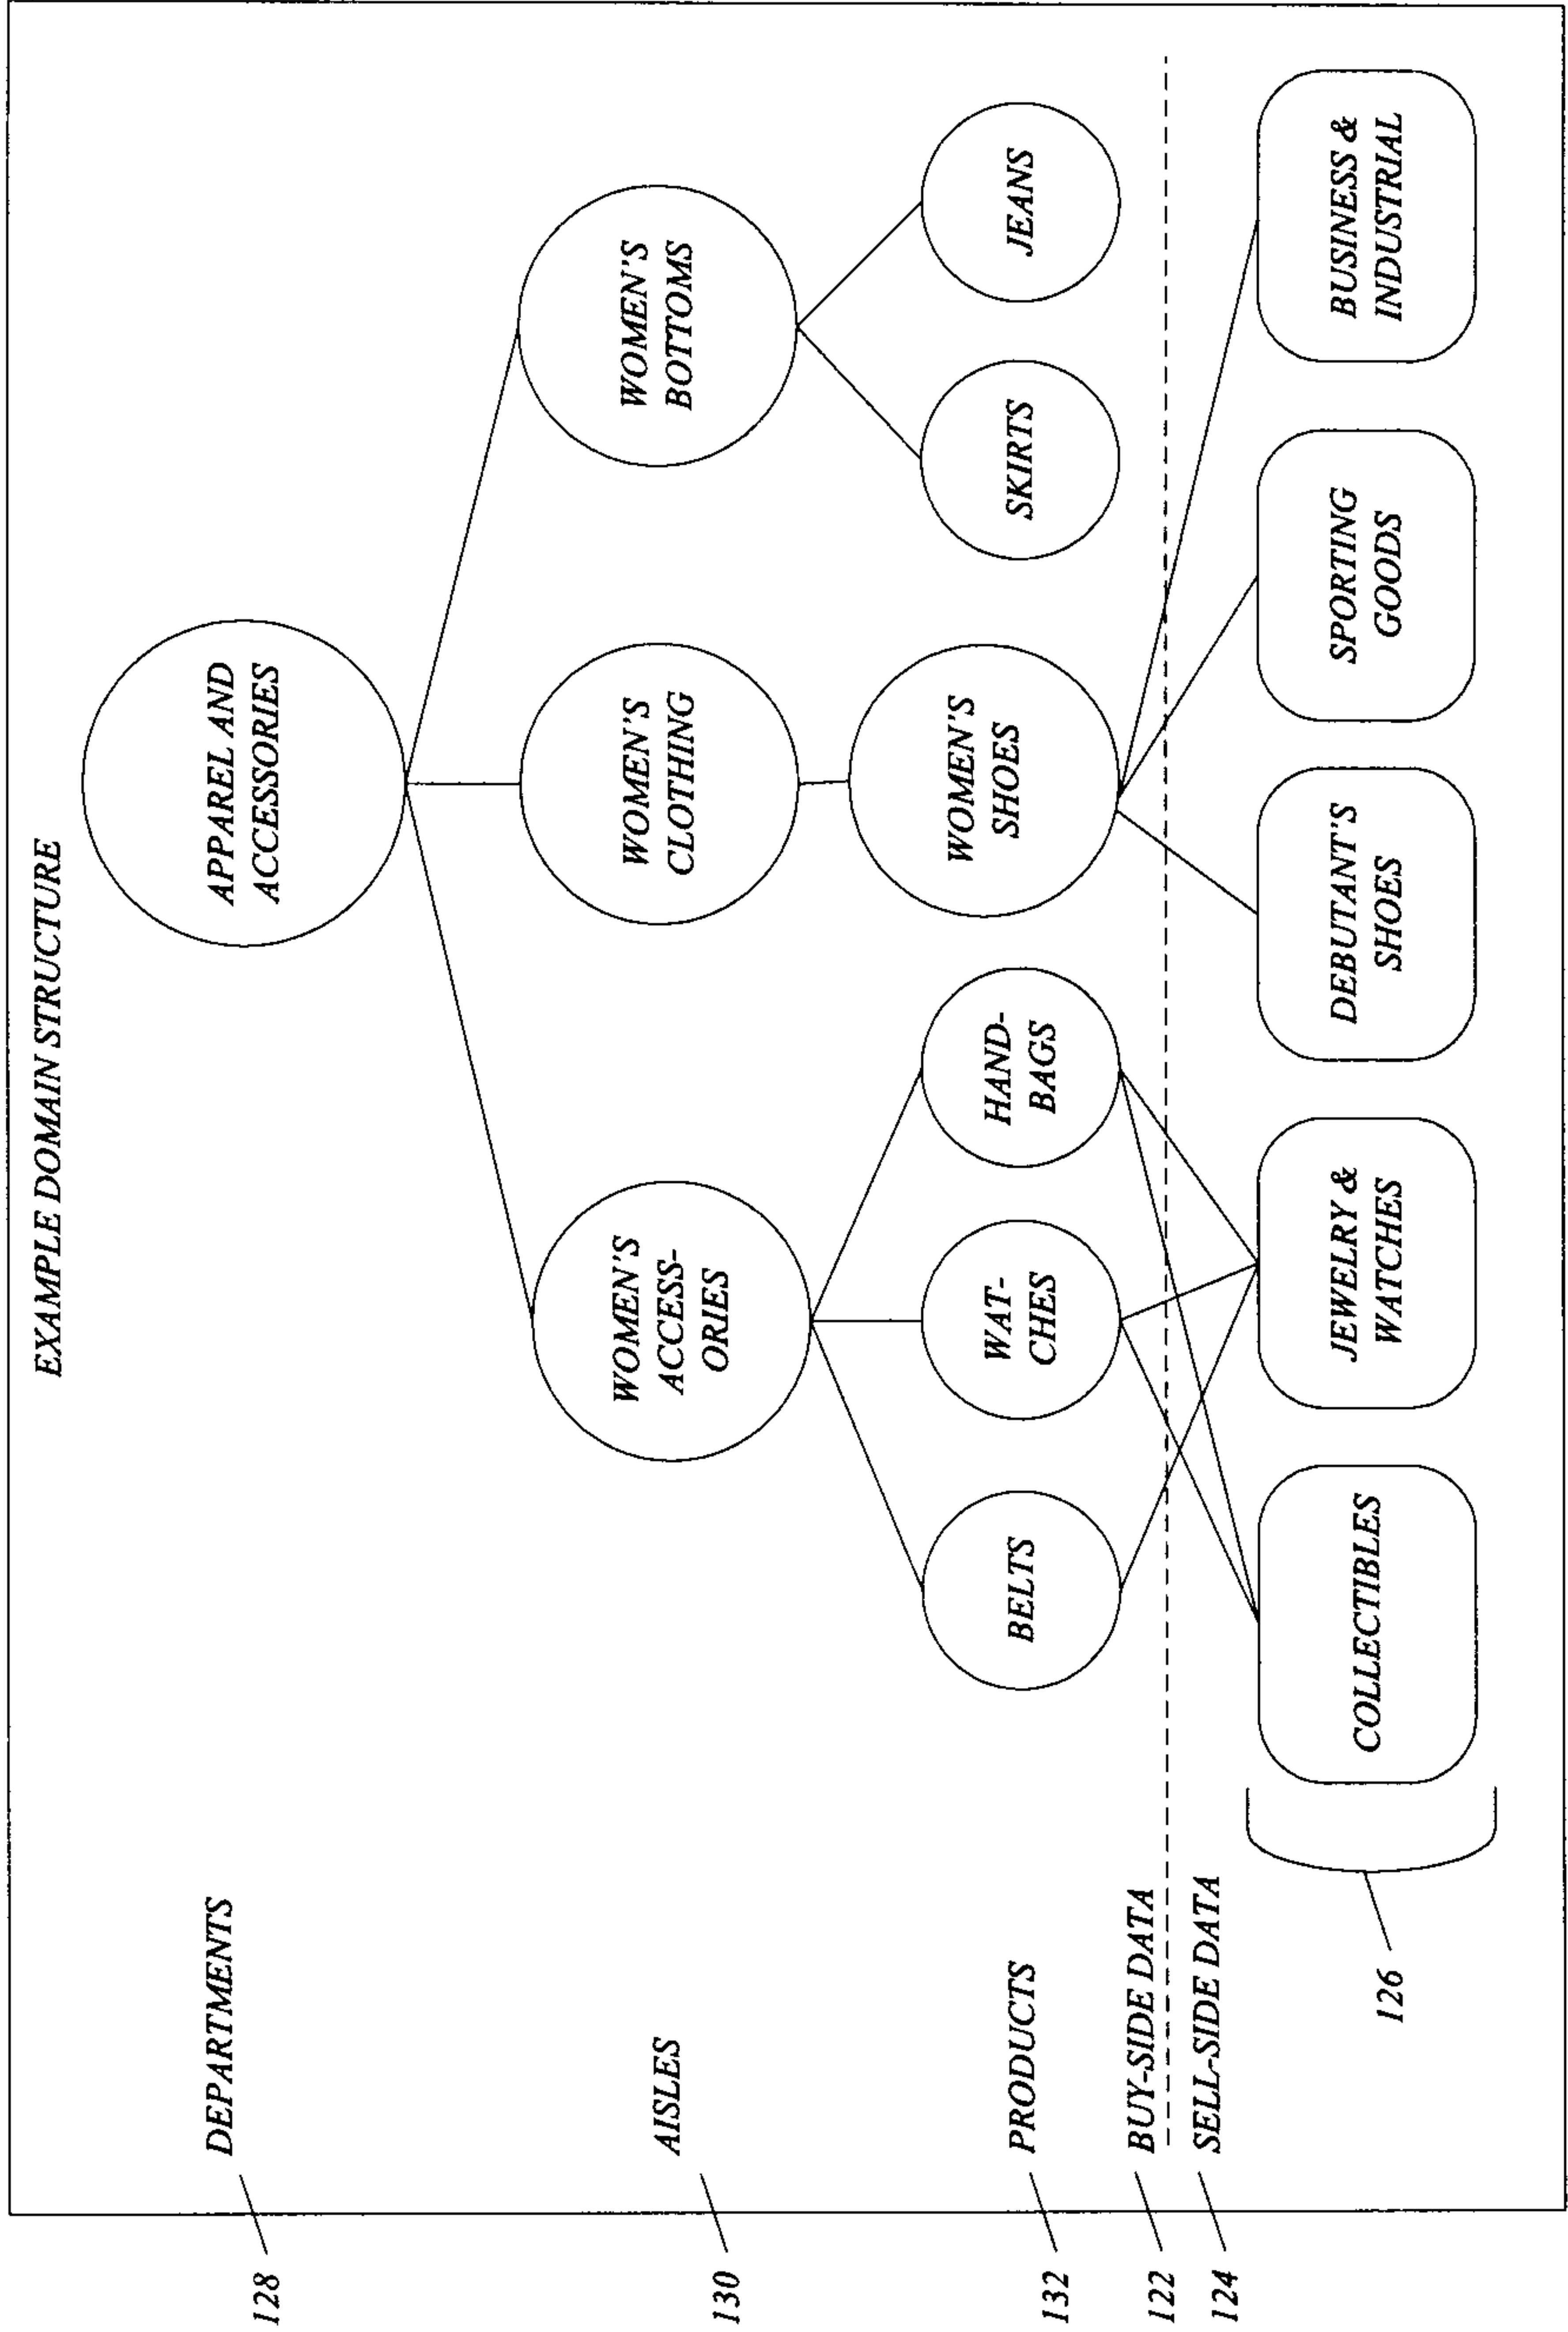 EXAMPLE DOMAIN STRUCTURE
128
DEPARTMENTS
APPAREL AND
ACCESSORIES
130
AISLES
WOMEN'S
ACCESS-
ORIES
WOMEN'S
CLOTHING
WOMEN'S
BOTTOMS
132
PRODUCTS
BELTS
WAT-
CHES
HAND-
BAGS
WOMEN'S
SHOES
SKIRTS
JEANS
122
BUY-SIDE DATA
124
SELL-SIDE DATA
126
COLLECTIBLES
JEWELRY &
WATCHES
DEBUTANT'S
SHOES
SPORTING
GOODS
BUSINESS &
INDUSTRIAL